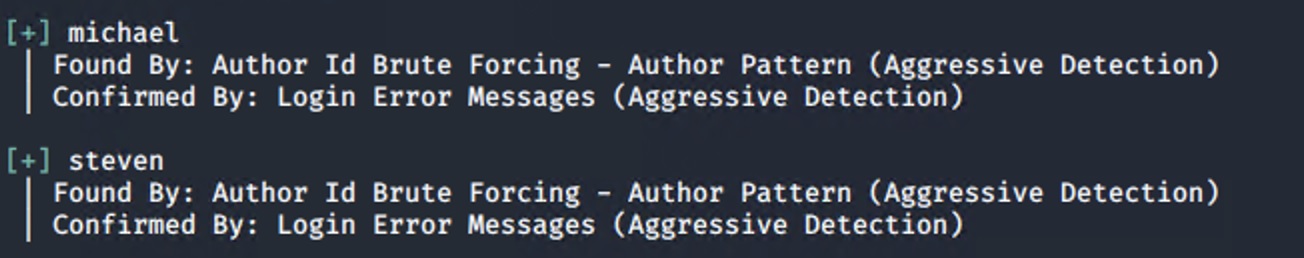 [+] michael
| Found By: Author Id Brute Forcing - Author Pattern (Aggressive Detection)
| Confirmed By: Login Error Messages (Aggressive Detection)
[+] steven
| Found By: Author Id Brute Forcing - Author Pattern (Aggressive Detection)
| Confirmed By: Login Error Messages (Aggressive Detection)